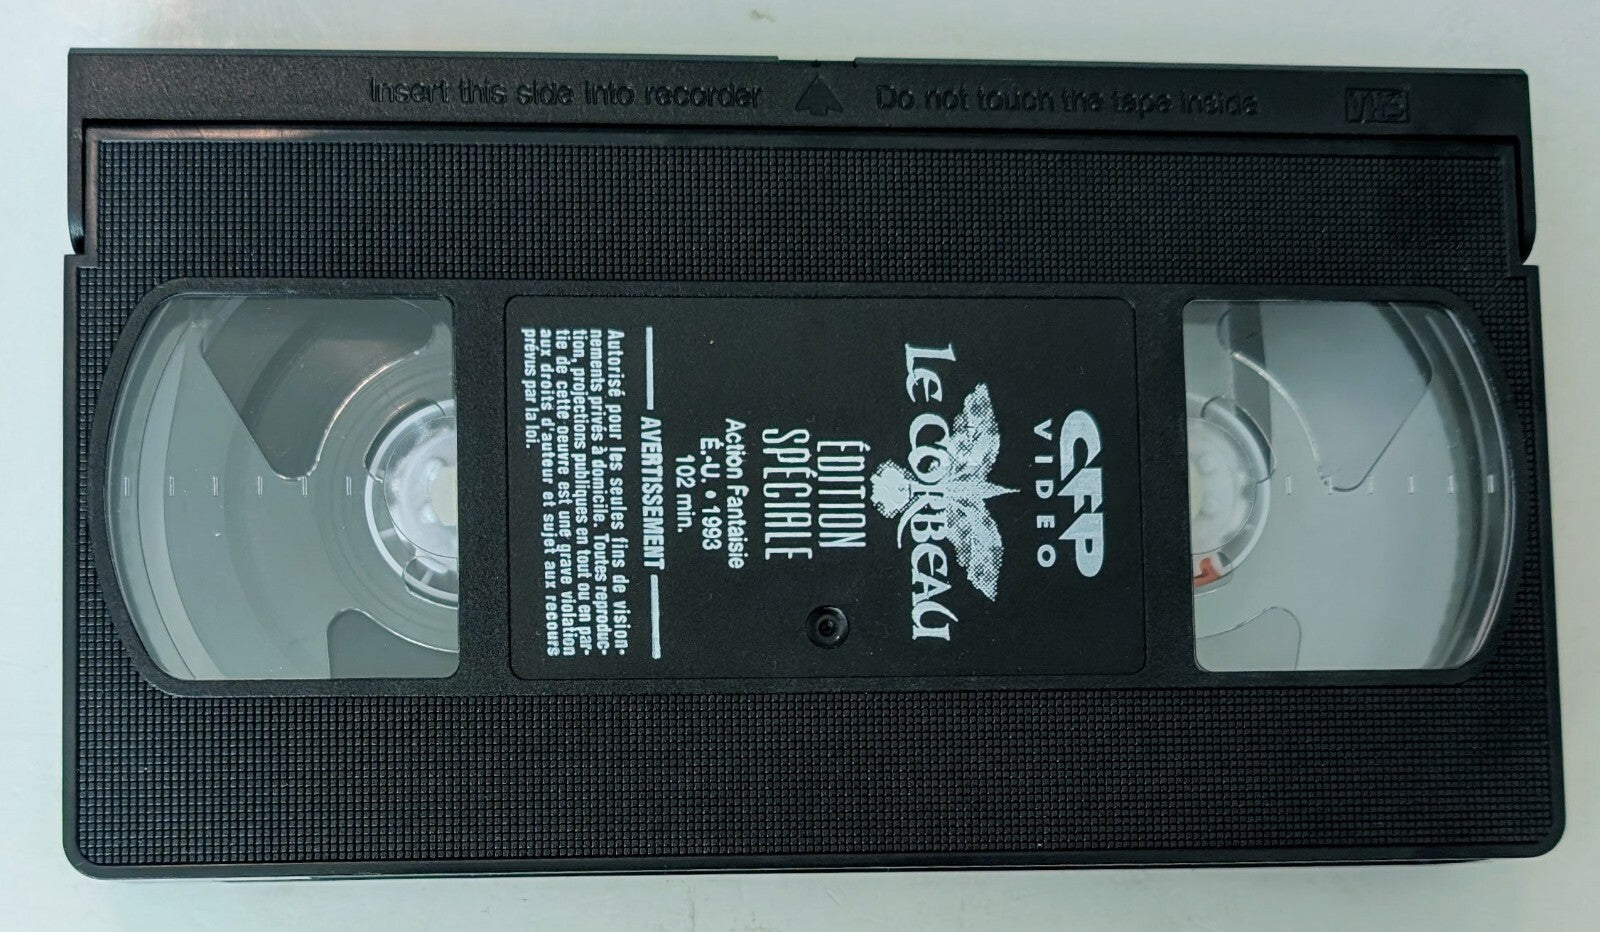 Insert this side into recorder
Do not touch the tape inside
VHS
CFP
VIDEO
LE CORBEAU
ÉDITION
SPÉCIALE
Action Fantaisie
É.-U. • 1993
102 min.
AVERTISSEMENT
Autorisé pour les seules fins de vision-
nements privés à domicile. Toutes reproduc-
tion, projections publiques en tout ou en par-
tie de cette oeuvre est une grave violation
aux droits d'auteur et sujet aux recours
prévus par la loi.